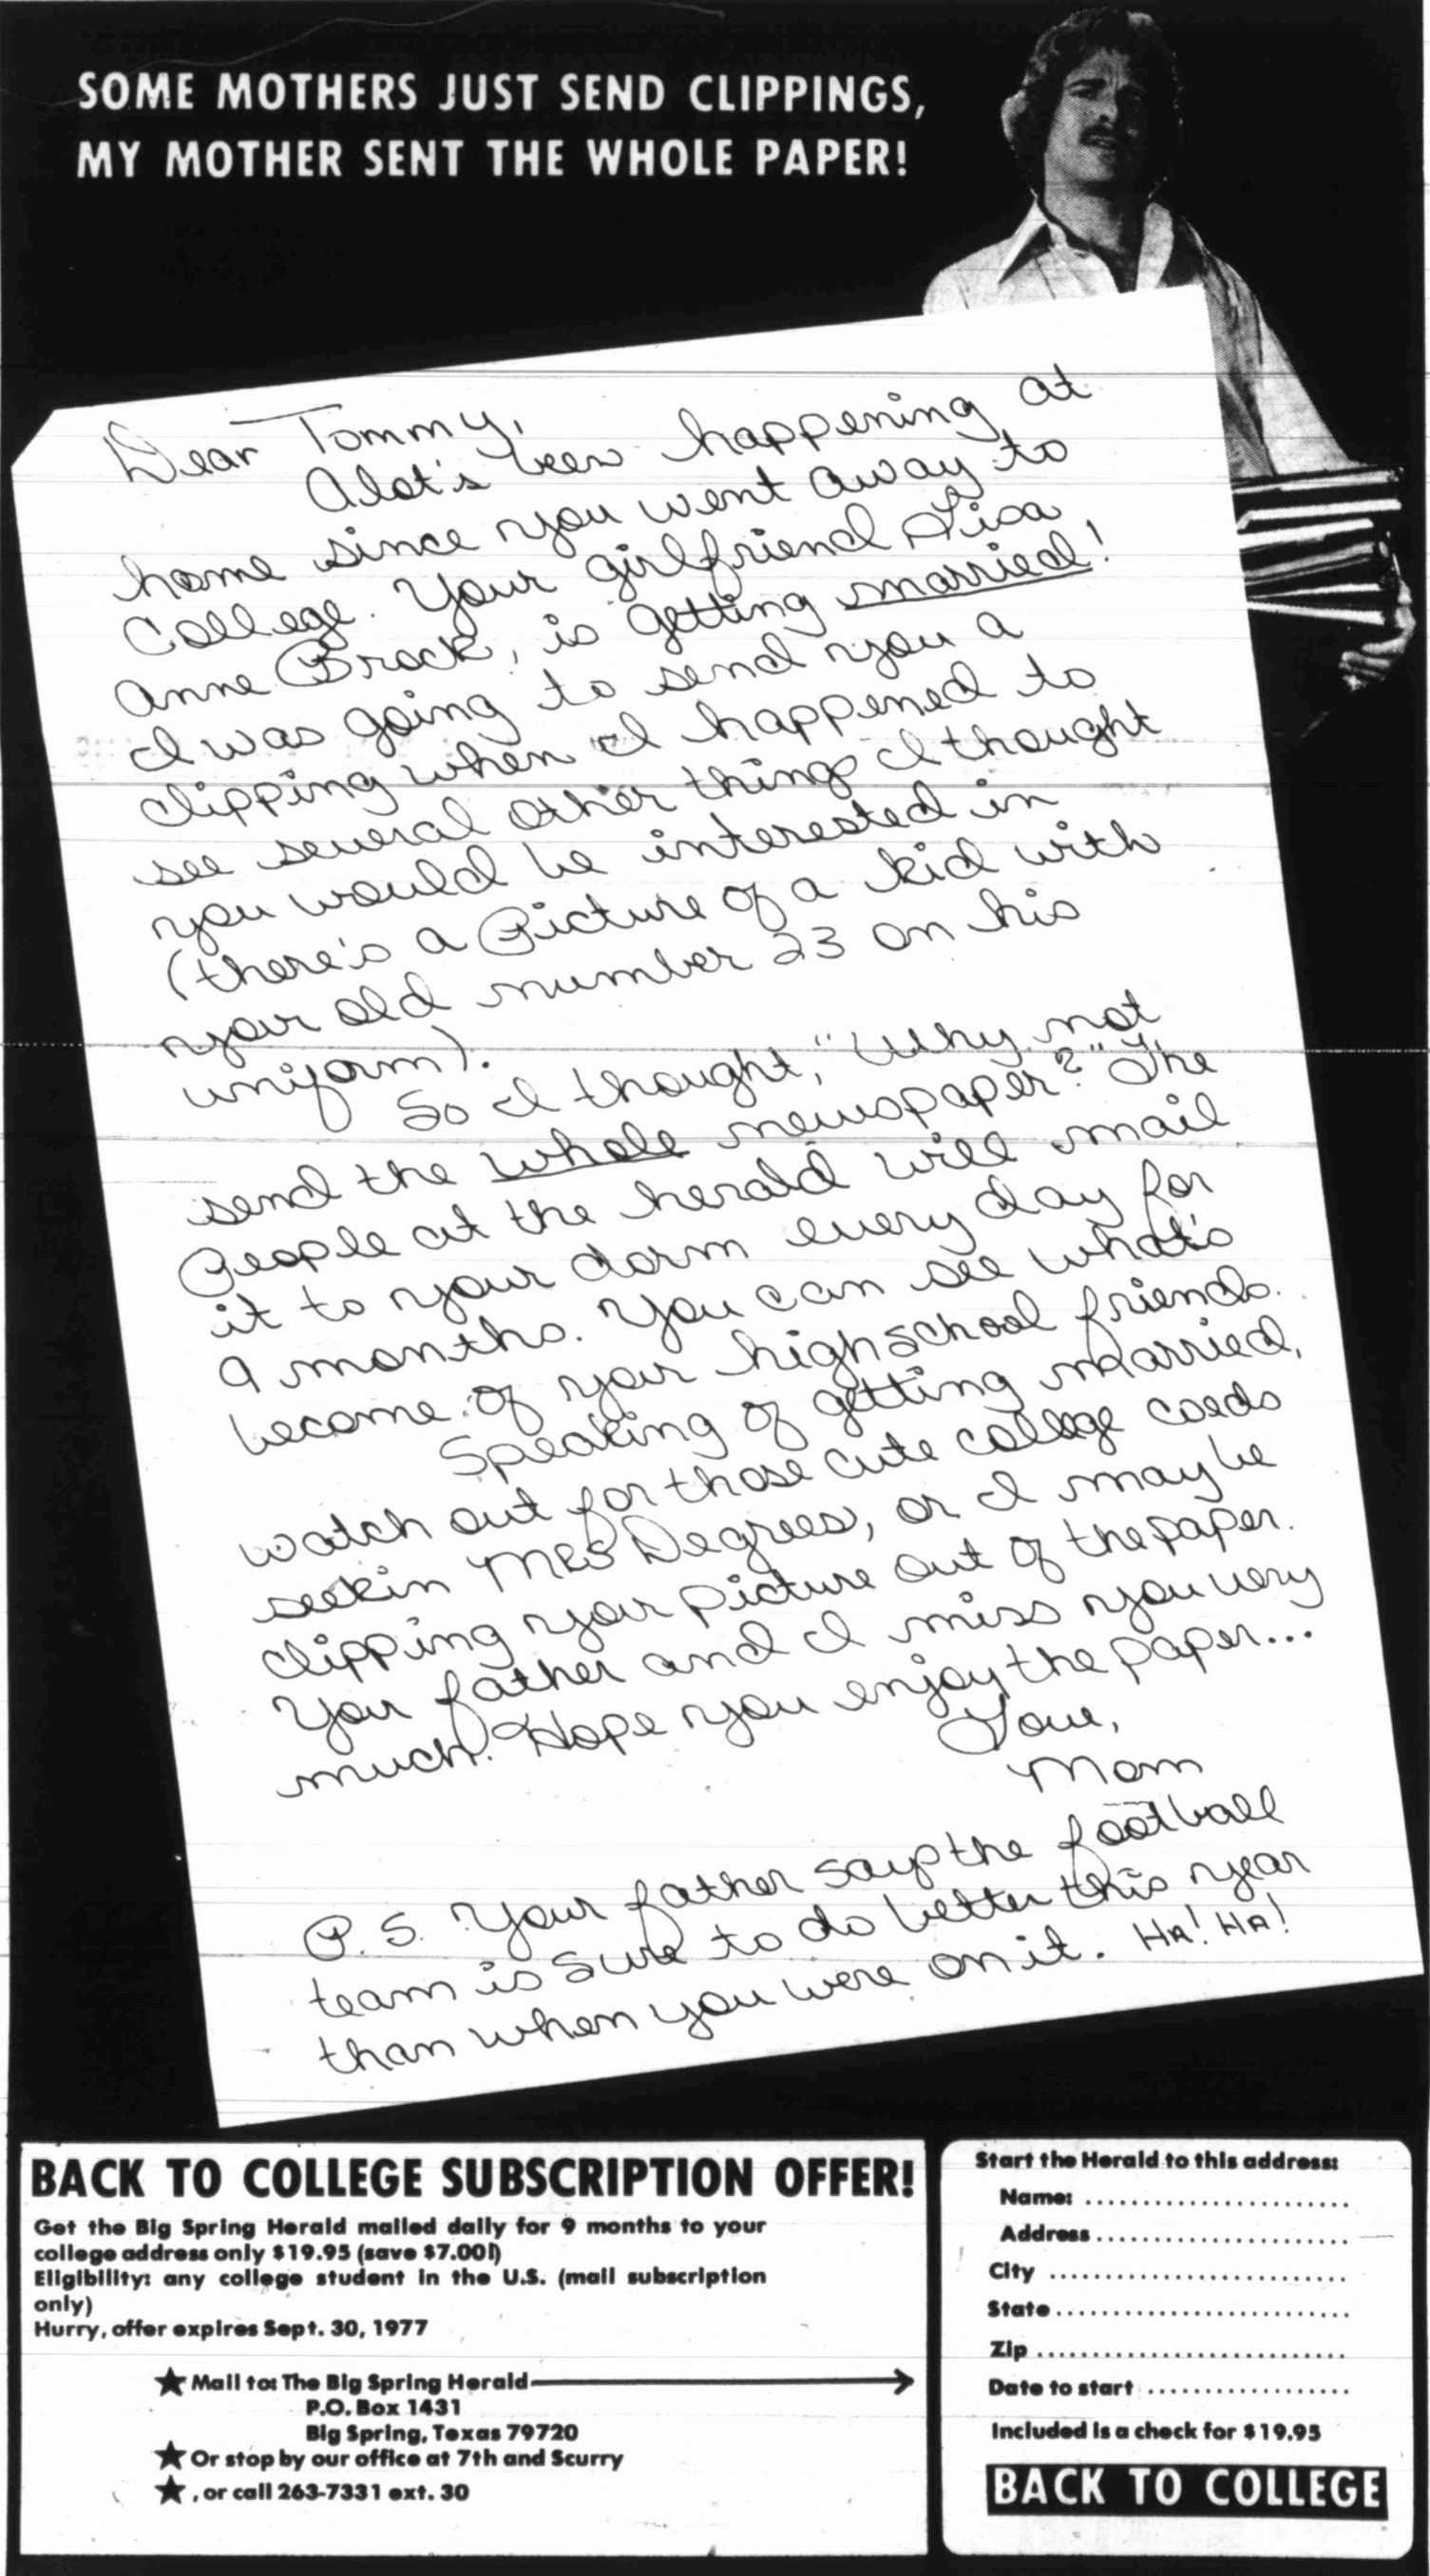 SOME MOTHERS JUST SEND CLIPPINGS,
MY MOTHER SENT THE WHOLE PAPER!
Dear Tommy,
Alot's been happening at
home since you went away to
College. Your girlfriend Lisa
Anne Brock, is getting married!
I was going to send you a
clipping when I happened to
see several other things I thought
you would be interested in
(there's a Picture of a kid with
your old number 23 on his
uniform).
So I thought, "Why not
send the whole newspaper?" The
People at the herald will mail
it to your dorm every day for
9 months. You can see what's
become of your highschool friends.
Speaking of getting married,
watch out for those cute college coeds
seekin MRS Degrees, or I may be
clipping your picture out of the paper.
Your father and I miss you very
much. Hope you enjoy the paper...
Love,
Mom
P.S. Your father says the football
team is sure to do better this year
than when you were on it. HA! HA!
BACK TO COLLEGE SUBSCRIPTION OFFER!
Get the Big Spring Herald mailed daily for 9 months to your
college address only $19.95 (save $7.00!)
Eligibility: any college student in the U.S. (mail subscription
only)
Hurry, offer expires Sept. 30, 1977
★ Mail to: The Big Spring Herald
P.O. Box 1431
Big Spring, Texas 79720
★ Or stop by our office at 7th and Scurry
★ , or call 263-7331 ext. 30
Start the Herald to this address:
Name: .......................
Address ......................
City ..........................
State ..........................
Zip ...........................
Date to start ..................
Included is a check for $19.95
BACK TO COLLEGE